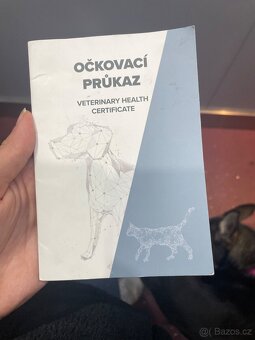 OČKOVACÍ
PRŮKAZ
VETERINARY HEALTH
CERTIFICATE
Bazos.cz